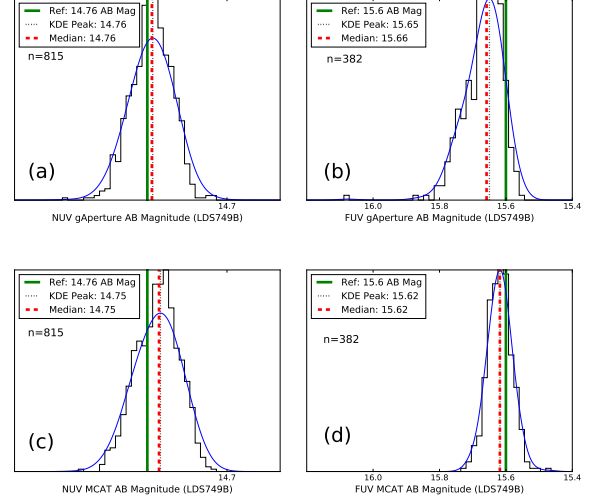 Ref: 14.76 AB Mag
KDE Peak: 14.76
Median: 14.76
n=815
(a)
14.7
NUV gAperture AB Magnitude (LDS749B)
Ref: 15.6 AB Mag
KDE Peak: 15.65
Median: 15.66
n=382
(b)
16.0 15.8 15.6 15.4
FUV gAperture AB Magnitude (LDS749B)
Ref: 14.76 AB Mag
KDE Peak: 14.75
Median: 14.75
n=815
(c)
14.7
NUV MCAT AB Magnitude (LDS749B)
Ref: 15.6 AB Mag
KDE Peak: 15.62
Median: 15.62
n=382
(d)
16.0 15.8 15.6 15.4
FUV MCAT AB Magnitude (LDS749B)